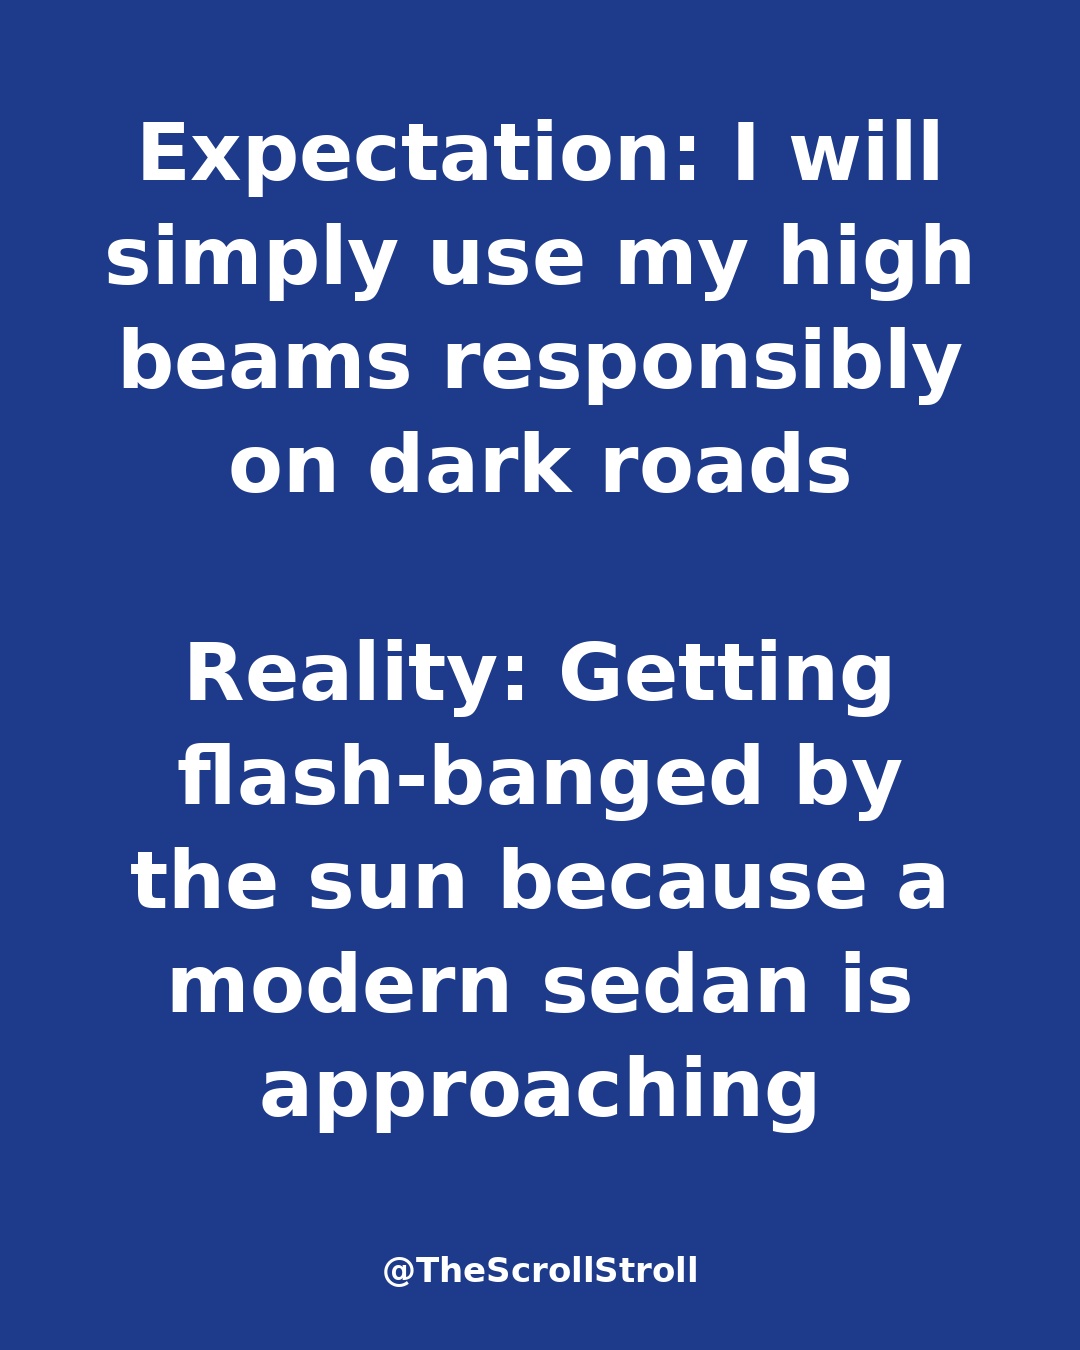 Expectation: I will
simply use my high
beams responsibly
on dark roads
Reality: Getting
flash-banged by
the sun because a
modern sedan is
approaching
@TheScrollStroll